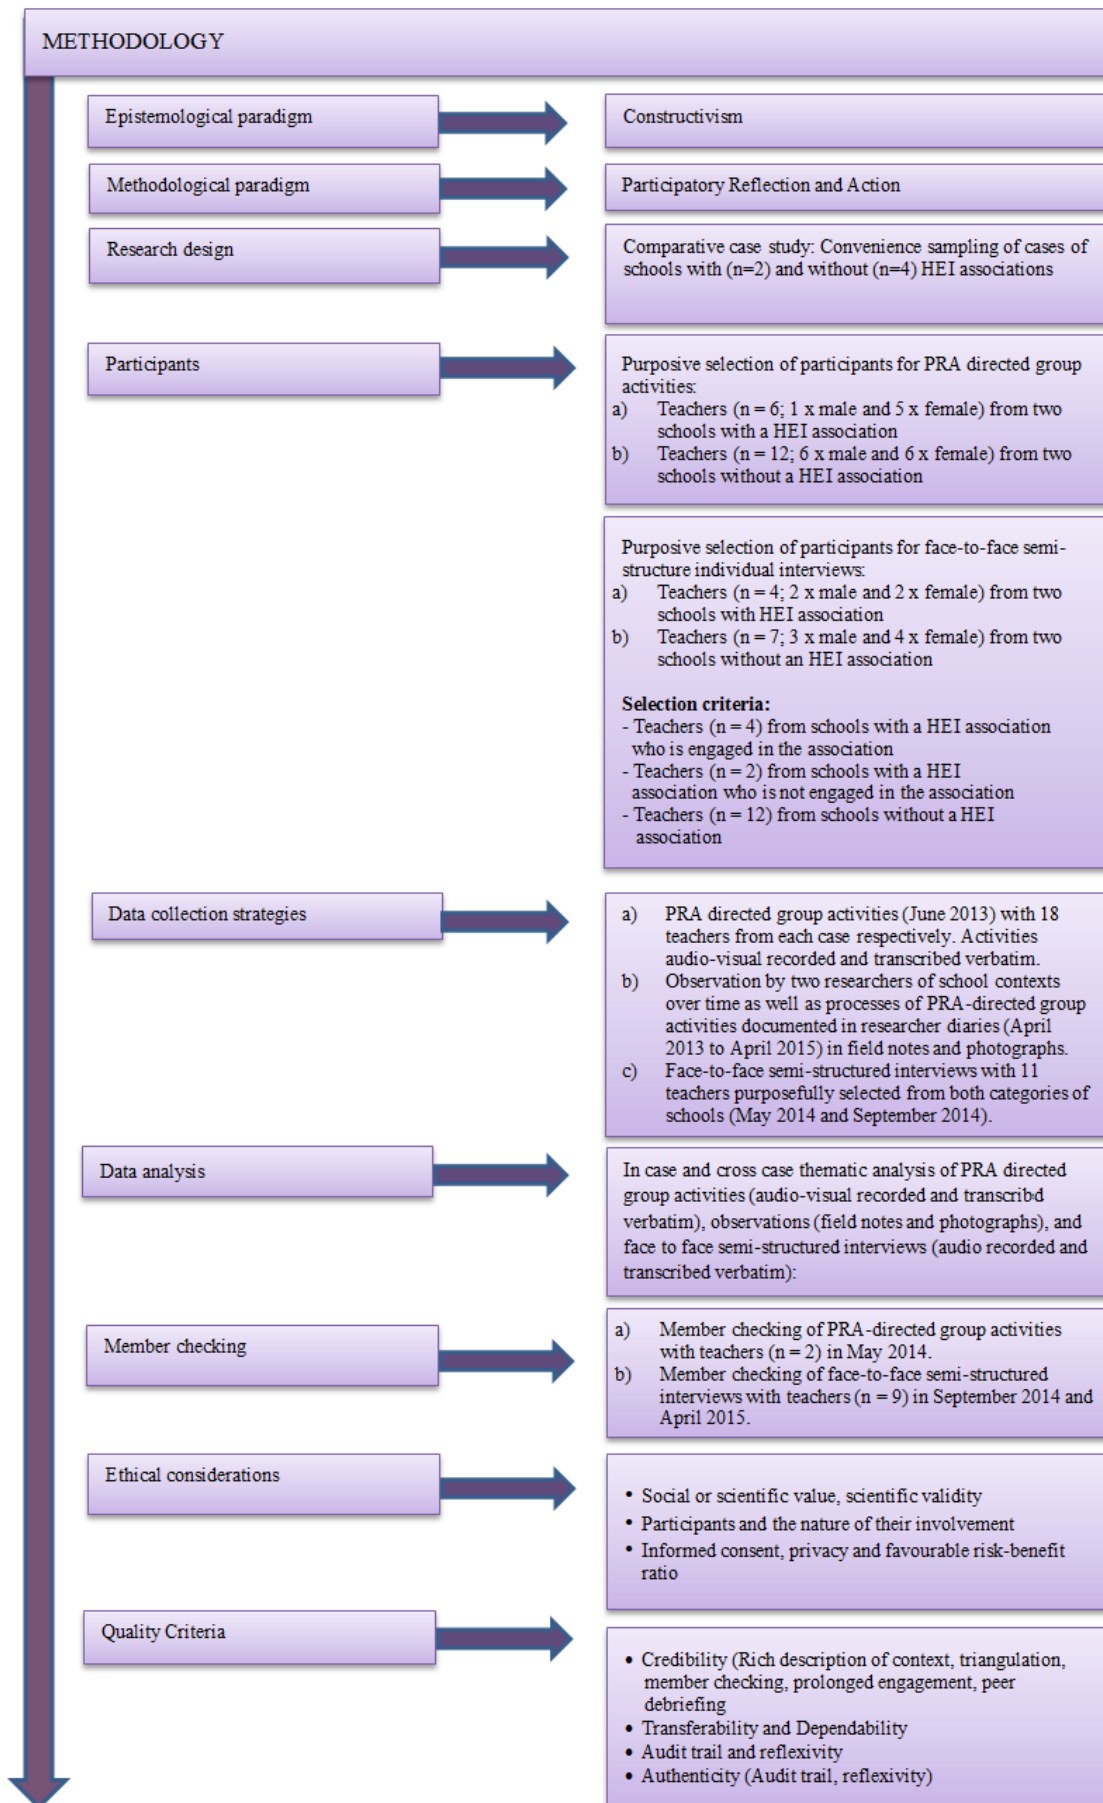 METHODOLOGY
Epistemological paradigm
Constructivism
Methodological paradigm
Participatory Reflection and Action
Research design
Comparative case study: Convenience sampling of cases of
schools with (n=2) and without (n=4) HEI associations
Participants
Purposive selection of participants for PRA directed group
activities:
a) Teachers (n = 6; 1 x male and 5 x female) from two
schools with a HEI association
b) Teachers (n = 12; 6 x male and 6 x female) from two
schools without a HEI association
Purposive selection of participants for face-to-face semi-
structure individual interviews:
a) Teachers (n = 4; 2 x male and 2 x female) from two
schools with HEI association
b) Teachers (n = 7; 3 x male and 4 x female) from two
schools without an HEI association
Selection criteria:
- Teachers (n = 4) from schools with a HEI association
who is engaged in the association
- Teachers (n = 2) from schools with a HEI
association who is not engaged in the association
- Teachers (n = 12) from schools without a HEI
association
Data collection strategies
a) PRA directed group activities (June 2013) with 18
teachers from each case respectively. Activities
audio-visual recorded and transcribed verbatim.
b) Observation by two researchers of school contexts
over time as well as processes of PRA-directed group
activities documented in researcher diaries (April
2013 to April 2015) in field notes and photographs.
c) Face-to-face semi-structured interviews with 11
teachers purposefully selected from both categories of
schools (May 2014 and September 2014).
Data analysis
In case and cross case thematic analysis of PRA directed
group activities (audio-visual recorded and transcribed
verbatim), observations (field notes and photographs), and
face to face semi-structured interviews (audio recorded and
transcribed verbatim):
Member checking
a) Member checking of PRA-directed group activities
with teachers (n = 2) in May 2014.
b) Member checking of face-to-face semi-structured
interviews with teachers (n = 9) in September 2014 and
April 2015.
Ethical considerations
• Social or scientific value, scientific validity
• Participants and the nature of their involvement
• Informed consent, privacy and favourable risk-benefit
ratio
Quality Criteria
• Credibility (Rich description of context, triangulation,
member checking, prolonged engagement, peer
debriefing
• Transferability and Dependability
• Audit trail and reflexivity
• Authenticity (Audit trail, reflexivity)